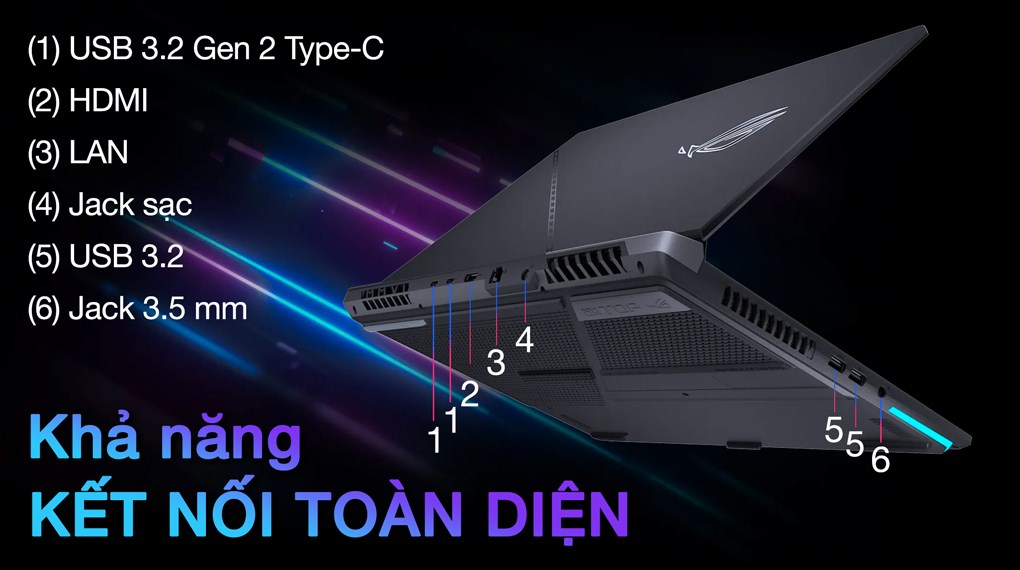 (1) USB 3.2 Gen 2 Type-C
(2) HDMI
(3) LAN
(4) Jack sạc
(5) USB 3.2
(6) Jack 3.5 mm
4
3
2
1
1
5
5
6
Khả năng
KẾT NỐI TOÀN DIỆN